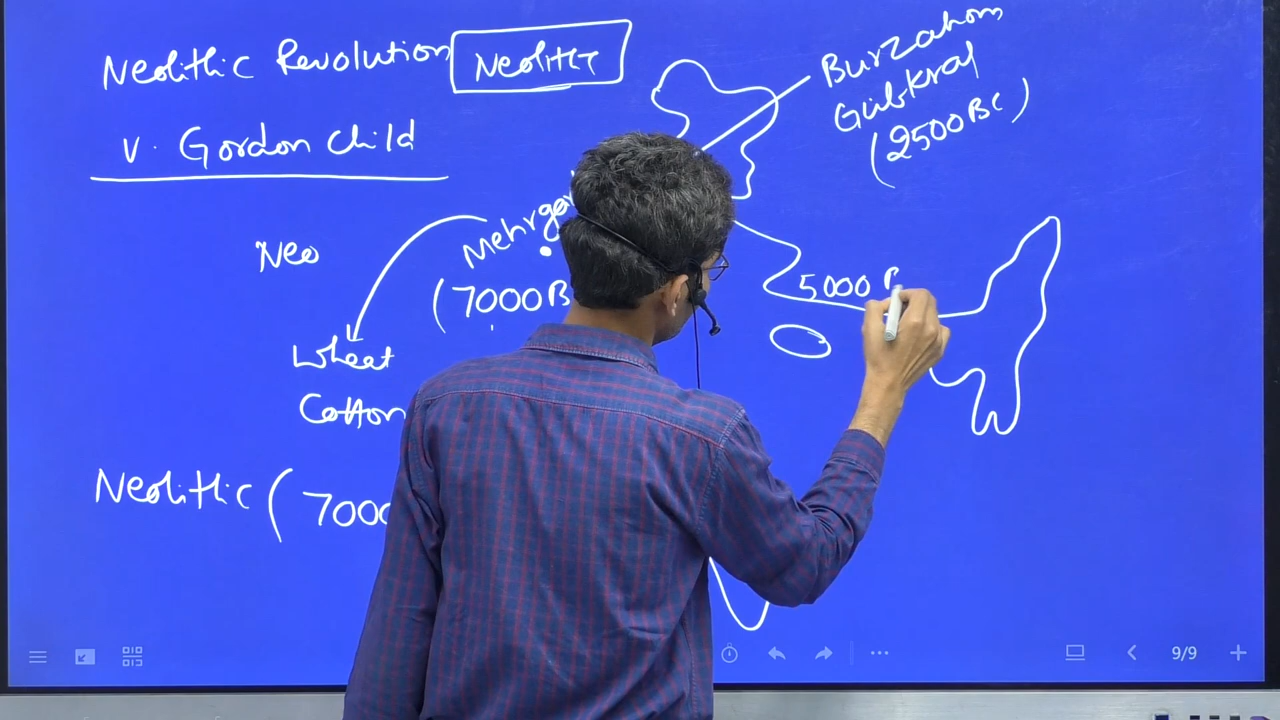 Neolithic Revolution
Neolithic
V. Gordon Child
Burzahom
Gufkral
(2500 BC)
Neo
Mehrgar
(7000 B
5000 B
Wheat
Cotton
Neolithic (7000
9/9